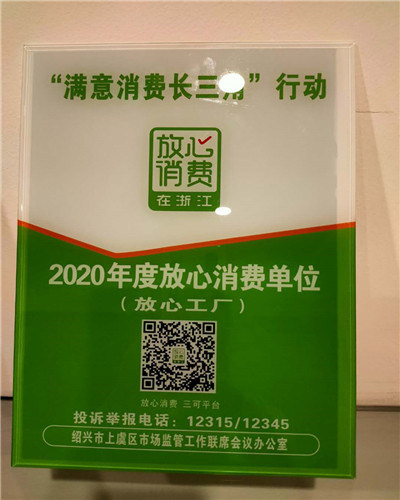 “满意消费长三角”行动
放心
消费
在浙江
2020年度放心消费单位
(放心工厂)
放心消费 三可平台
投诉举报电话：12315/12345
绍兴市上虞区市场监管工作联席会议办公室